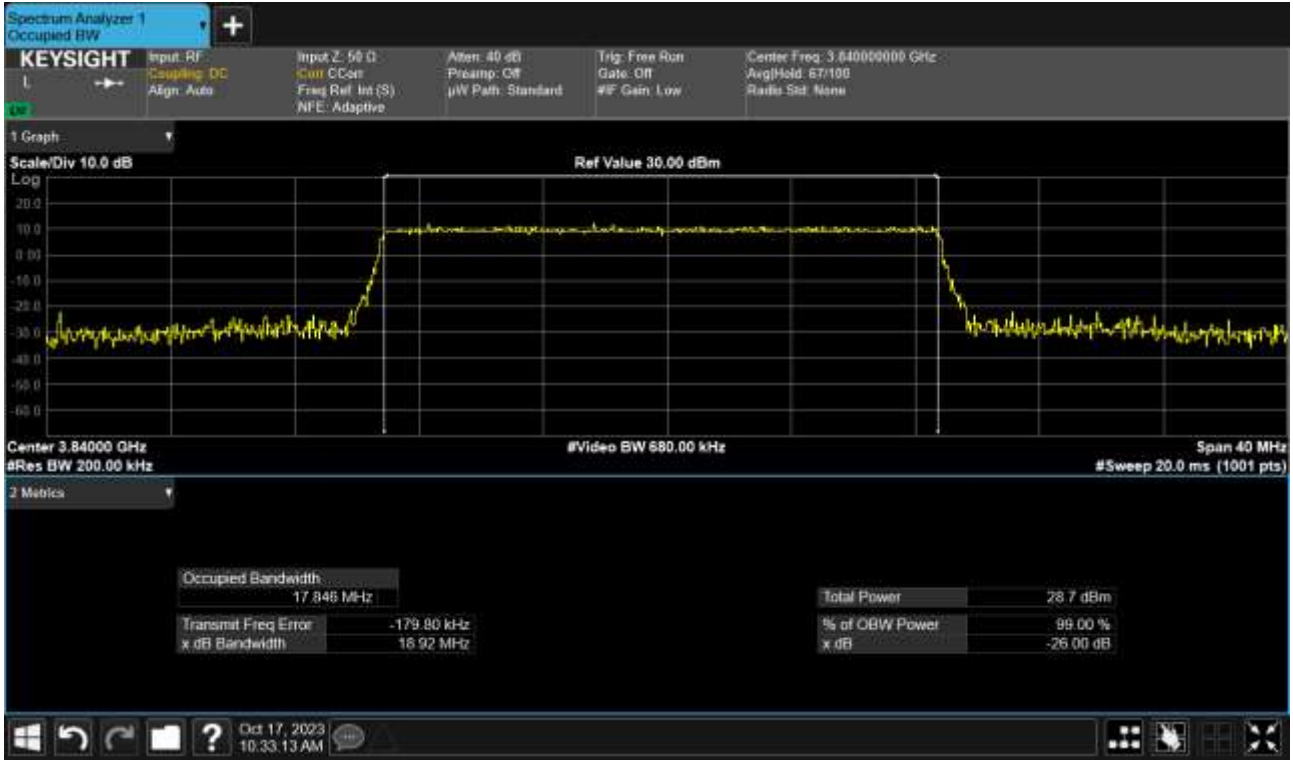 Spectrum Analyzer 1
Occupied BW
+
KEYSIGHT
L
Input: RF
Coupling: DC
Align: Auto
Input Z: 50 Ω
Corr CCorr
Freq Ref: Int (S)
NFE: Adaptive
Atten: 40 dB
Preamp: Off
µW Path: Standard
Trig: Free Run
Gate: Off
#IF Gain: Low
Center Freq: 3.840000000 GHz
Avg|Hold: 67/100
Radio Std: None
1 Graph
Scale/Div 10.0 dB
Ref Value 30.00 dBm
Log
20.0
10.0
0.00
-10.0
-20.0
-30.0
-40.0
-50.0
-60.0
Center 3.84000 GHz
#Video BW 680.00 kHz
Span 40 MHz
#Res BW 200.00 kHz
#Sweep 20.0 ms (1001 pts)
2 Metrics
Occupied Bandwidth
17.846 MHz
Total Power 28.7 dBm
Transmit Freq Error -179.80 kHz
% of OBW Power 99.00 %
x dB Bandwidth 18.92 MHz
x dB -26.00 dB
?
Oct 17, 2023
10:33:13 AM